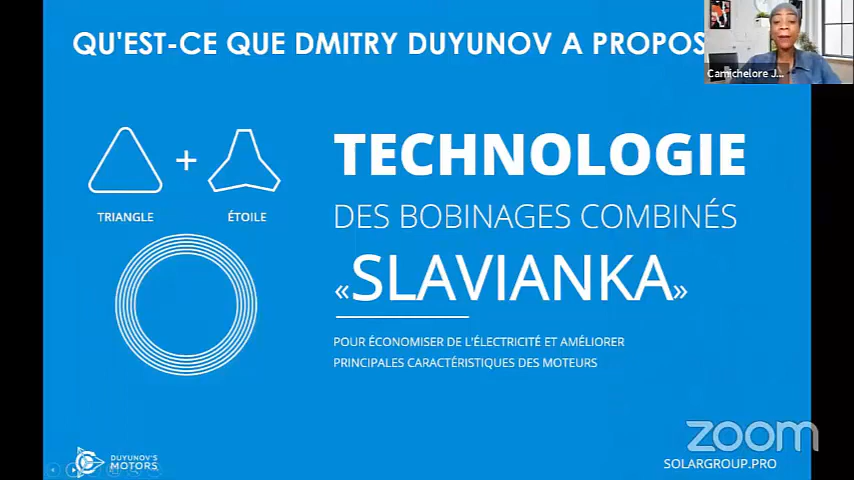 QU'EST-CE QUE DMITRY DUYUNOV A PROPOS
Camichelore J...
TECHNOLOGIE
DES BOBINAGES COMBINÉS
«SLAVIANKA»
TRIANGLE + ÉTOILE
POUR ÉCONOMISER DE L'ÉLECTRICITÉ ET AMÉLIORER
PRINCIPALES CARACTÉRISTIQUES DES MOTEURS
DUYUNOV'S
MOTORS
zoom
SOLARGROUP.PRO